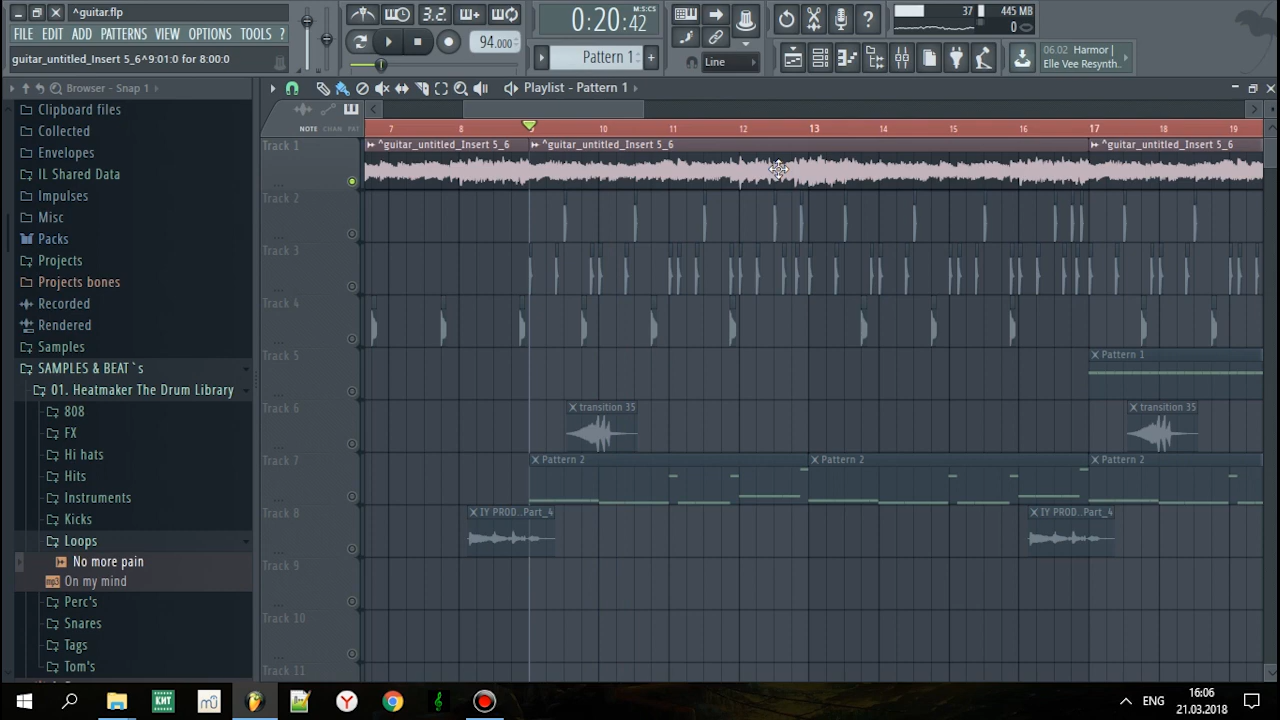 ^guitar.flp
FILE EDIT ADD PATTERNS VIEW OPTIONS TOOLS ?
guitar_untitled_Insert 5_6^9:01:0 for 8:00:0
3.2.
94.000
0:20:42
M:S:CS
Pattern 1
Line
37
445 MB
0
06.02 Harmor |
Elle Vee Resynth..
Browser - Snap 1
Playlist - Pattern 1
Clipboard files
Collected
Envelopes
IL Shared Data
Impulses
Misc
Packs
Projects
Projects bones
Recorded
Rendered
Samples
SAMPLES & BEAT`s
01. Heatmaker The Drum Library
808
FX
Hi hats
Hits
Instruments
Kicks
Loops
No more pain
On my mind
Perc's
Snares
Tags
Tom's
NOTE CHAN PAT
7 8 9 10 11 12 13 14 15 16 17 18 19
Track 1
^guitar_untitled_Insert 5_6 ^guitar_untitled_Insert 5_6 ^guitar_untitled_Insert 5_6
Track 2
Track 3
Track 4
Track 5
Pattern 1
Track 6
transition 35 transition 35
Track 7
Pattern 2 Pattern 2 Pattern 2
Track 8
IY PROD..Part_4 IY PROD..Part_4
Track 9
Track 10
Track 11
KHT
ENG
16:06
21.03.2018